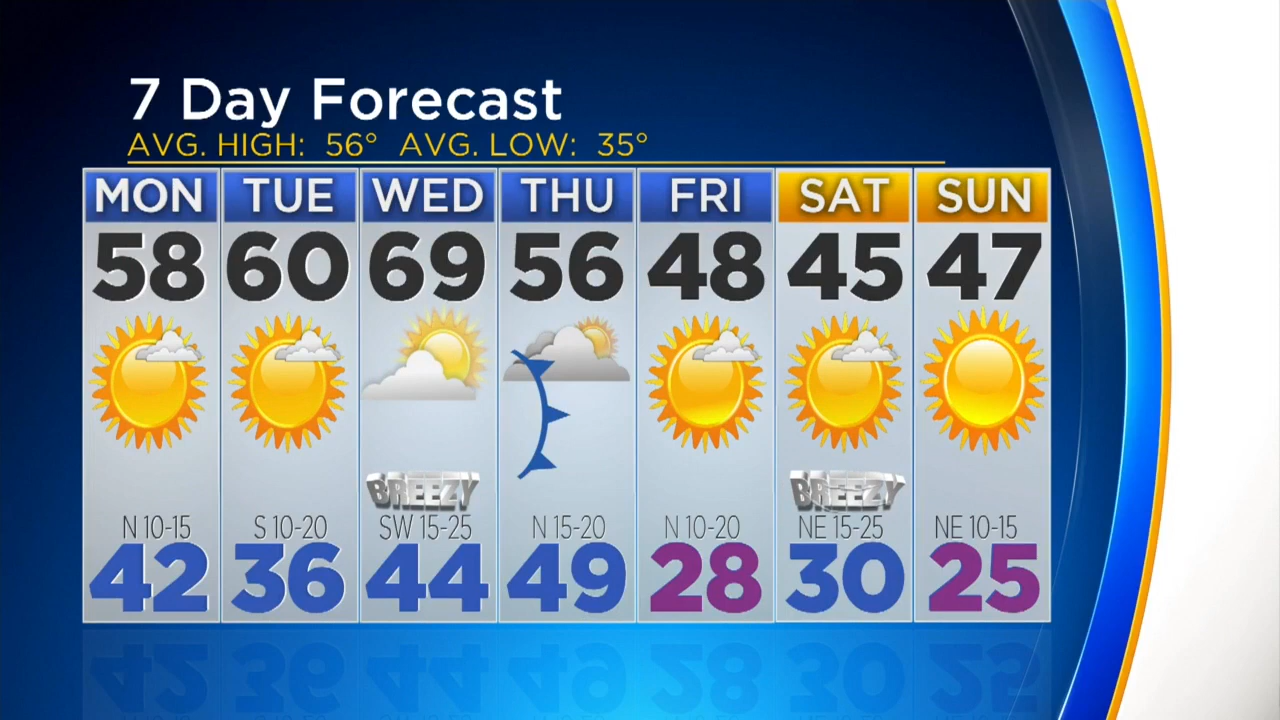 7 Day Forecast
AVG. HIGH: 56° AVG. LOW: 35°
MON TUE WED THU FRI SAT SUN
58 60 69 56 48 45 47
BREEZY BREEZY
N 10-15 S 10-20 SW 15-25 N 15-20 N 10-20 NE 15-25 NE 10-15
42 36 44 49 28 30 25